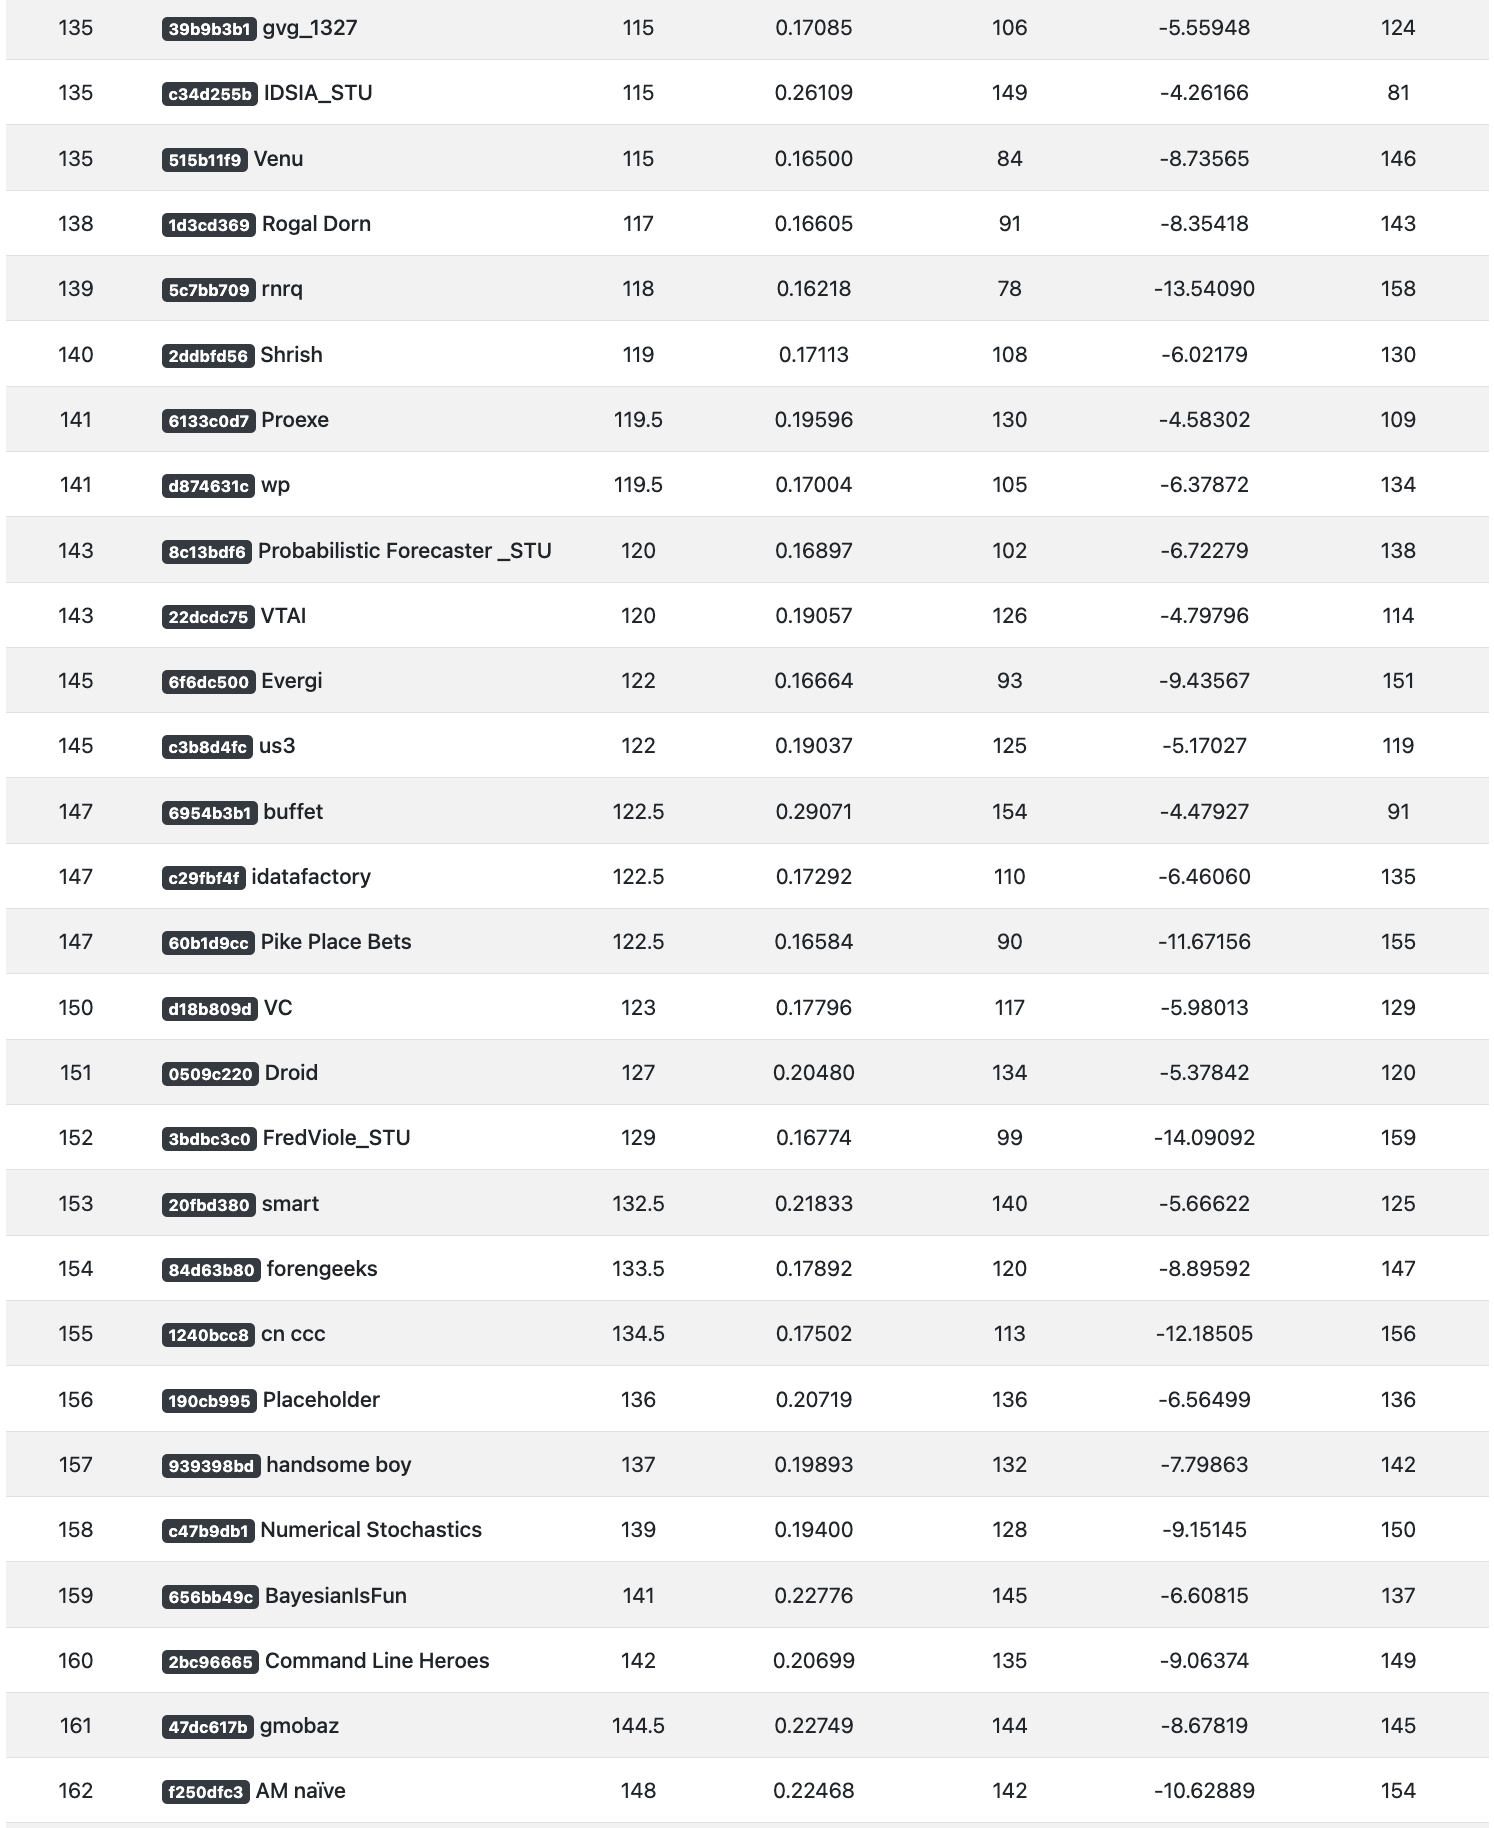 135 39b9b3b1 gvg_1327 115 0.17085 106 -5.55948 124
135 c34d255b IDSIA_STU 115 0.26109 149 -4.26166 81
135 515b11f9 Venu 115 0.16500 84 -8.73565 146
138 1d3cd369 Rogal Dorn 117 0.16605 91 -8.35418 143
139 5c7bb709 rnrq 118 0.16218 78 -13.54090 158
140 2ddbfd56 Shrish 119 0.17113 108 -6.02179 130
141 6133c0d7 Proexe 119.5 0.19596 130 -4.58302 109
141 d874631c wp 119.5 0.17004 105 -6.37872 134
143 8c13bdf6 Probabilistic Forecaster _STU 120 0.16897 102 -6.72279 138
143 22dcdc75 VTAI 120 0.19057 126 -4.79796 114
145 6f6dc500 Evergi 122 0.16664 93 -9.43567 151
145 c3b8d4fc us3 122 0.19037 125 -5.17027 119
147 6954b3b1 buffet 122.5 0.29071 154 -4.47927 91
147 c29fbf4f idatafactory 122.5 0.17292 110 -6.46060 135
147 60b1d9cc Pike Place Bets 122.5 0.16584 90 -11.67156 155
150 d18b809d VC 123 0.17796 117 -5.98013 129
151 0509c220 Droid 127 0.20480 134 -5.37842 120
152 3bdbc3c0 FredViole_STU 129 0.16774 99 -14.09092 159
153 20fbd380 smart 132.5 0.21833 140 -5.66622 125
154 84d63b80 forengeeks 133.5 0.17892 120 -8.89592 147
155 1240bcc8 cn ccc 134.5 0.17502 113 -12.18505 156
156 190cb995 Placeholder 136 0.20719 136 -6.56499 136
157 939398bd handsome boy 137 0.19893 132 -7.79863 142
158 c47b9db1 Numerical Stochastics 139 0.19400 128 -9.15145 150
159 656bb49c BayesianIsFun 141 0.22776 145 -6.60815 137
160 2bc96665 Command Line Heroes 142 0.20699 135 -9.06374 149
161 47dc617b gmobaz 144.5 0.22749 144 -8.67819 145
162 f250dfc3 AM naïve 148 0.22468 142 -10.62889 154